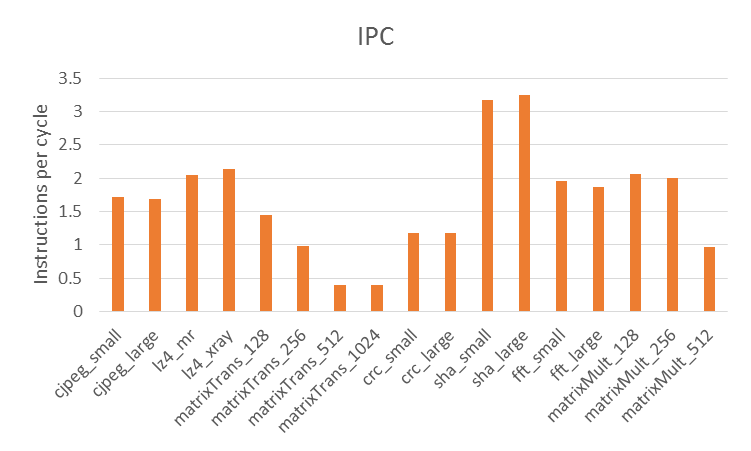 IPC
Instructions per cycle
3.5
3
2.5
2
1.5
1
0.5
0
cjpeg_small
cjpeg_large
lz4_mr
lz4_xray
matrixTrans_128
matrixTrans_256
matrixTrans_512
matrixTrans_1024
crc_small
crc_large
sha_small
sha_large
fft_small
fft_large
matrixMult_128
matrixMult_256
matrixMult_512